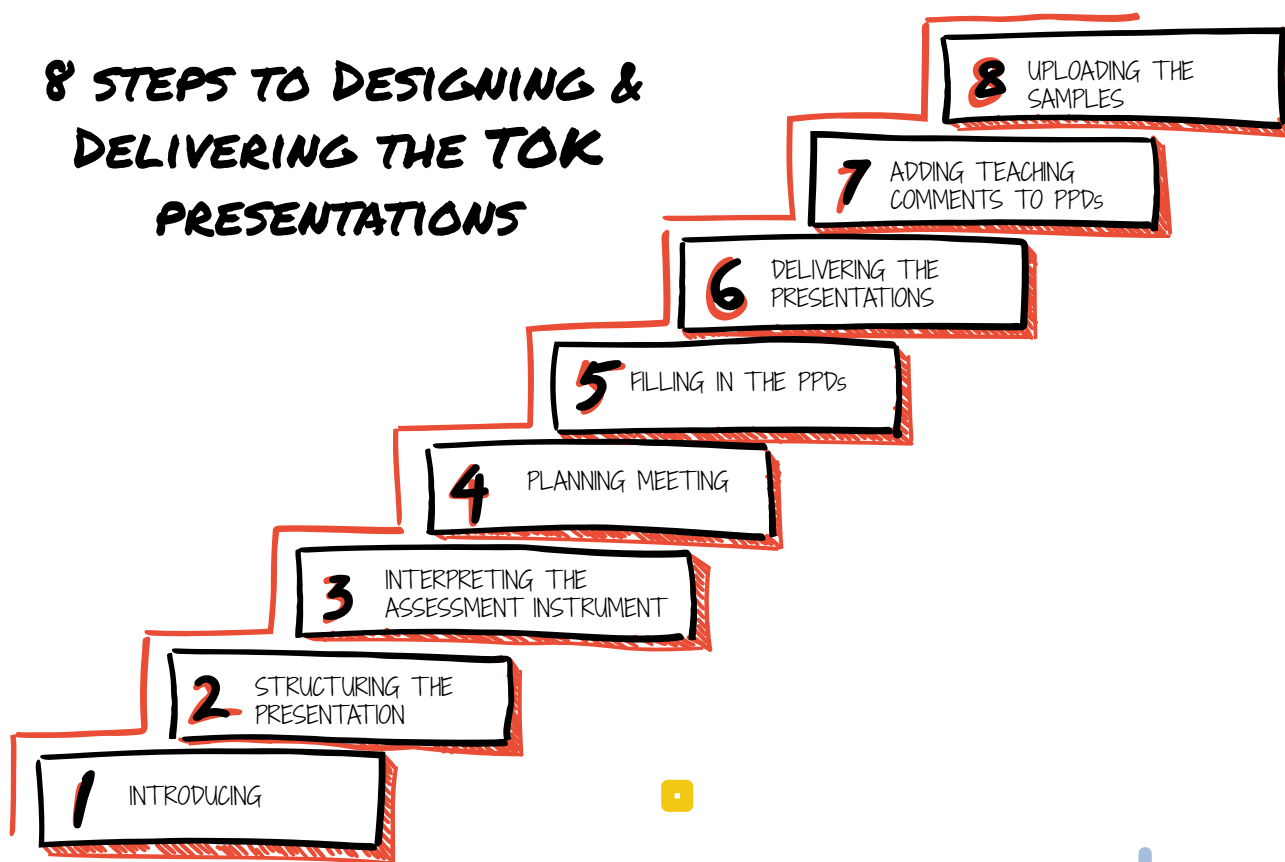 8 STEPS TO DESIGNING &
DELIVERING THE TOK
PRESENTATIONS
8 UPLOADING THE
SAMPLES
7 ADDING TEACHING
COMMENTS TO PPDs
6 DELIVERING THE
PRESENTATIONS
5 FILLING IN THE PPDs
4 PLANNING MEETING
3 INTERPRETING THE
ASSESSMENT INSTRUMENT
2 STRUCTURING THE
PRESENTATION
1 INTRODUCING